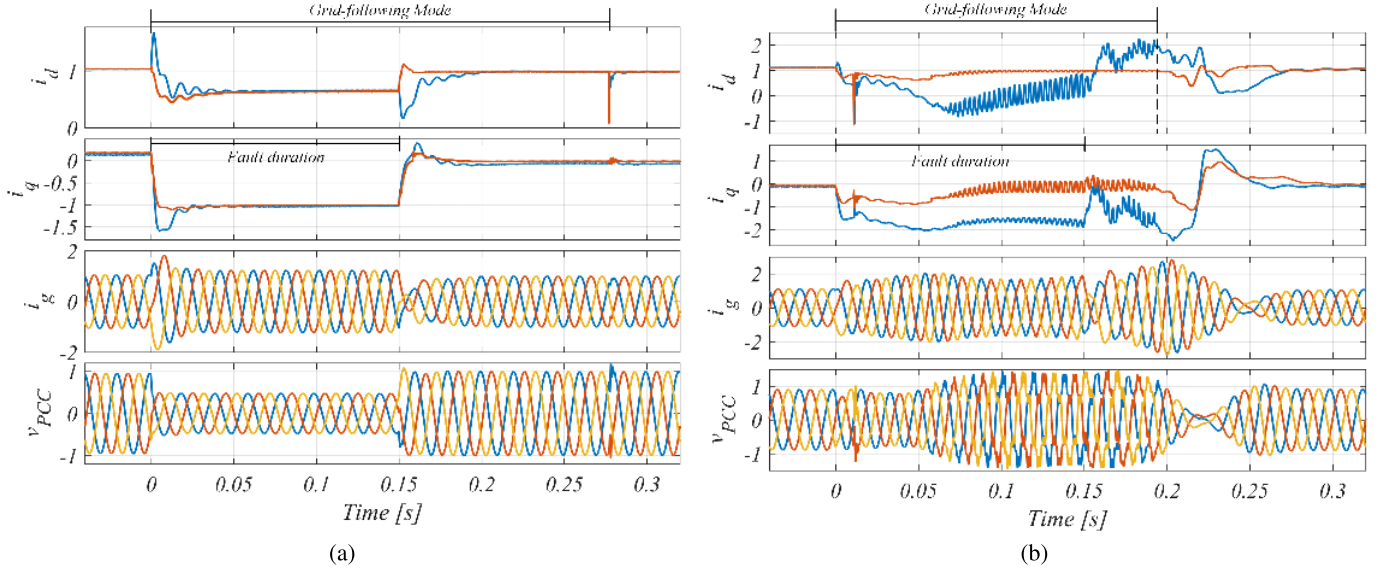 Grid-following Mode
i_d
1
0
i_q
0
-0.5
-1
-1.5
Fault duration
i_g
2
0
-2
v_PCC
1
0
-1
0
0.05
0.1
0.15
0.2
0.25
0.3
Time [s]
(a)
Grid-following Mode
i_d
2
1
0
-1
i_q
1
0
-2
Fault duration
i_g
2
0
-2
v_PCC
1
0
-1
0
0.05
0.1
0.15
0.2
0.25
0.3
Time [s]
(b)